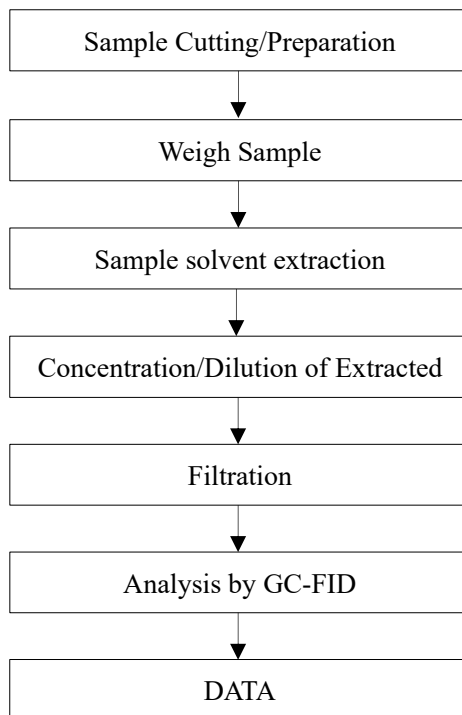 Sample Cutting/Preparation
Weigh Sample
Sample solvent extraction
Concentration/Dilution of Extracted
Filtration
Analysis by GC-FID
DATA